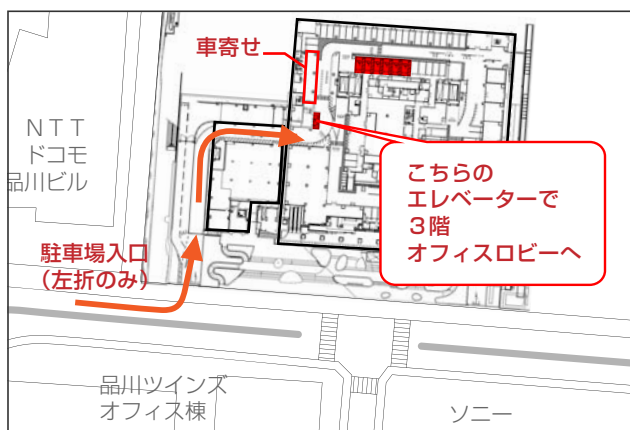 車寄せ
NTT
ドコモ
品川ビル
こちらの
エレベーターで
3階
オフィスロビーへ
駐車場入口
(左折のみ)
品川ツインズ
オフィス棟
ソニー